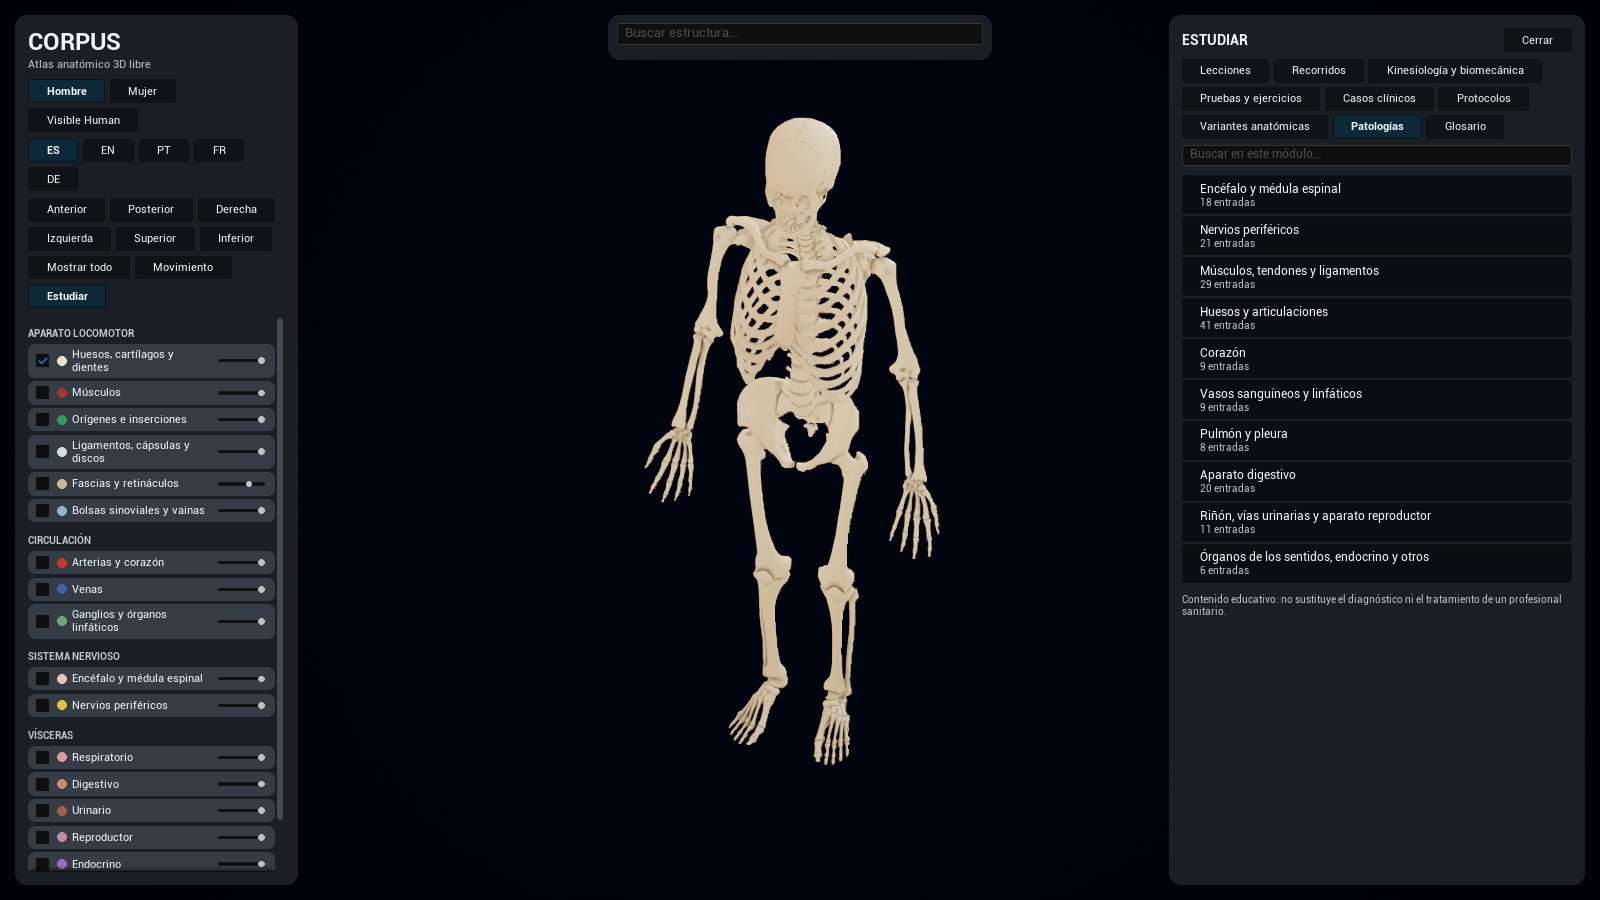 CORPUS
Atlas anatómico 3D libre
Hombre
Mujer
Visible Human
ES
EN
PT
FR
DE
Anterior
Posterior
Derecha
Izquierda
Superior
Inferior
Mostrar todo
Movimiento
Estudiar
APARATO LOCOMOTOR
Huesos, cartílagos y
dientes
Músculos
Orígenes e inserciones
Ligamentos, cápsulas y
discos
Fascias y retináculos
Bolsas sinoviales y vainas
CIRCULACIÓN
Arterias y corazón
Venas
Ganglios y órganos
linfáticos
SISTEMA NERVIOSO
Encéfalo y médula espinal
Nervios periféricos
VÍSCERAS
Respiratorio
Digestivo
Urinario
Reproductor
Endocrino
Buscar estructura...
ESTUDIAR
Cerrar
Lecciones
Recorridos
Kinesiología y biomecánica
Pruebas y ejercicios
Casos clínicos
Protocolos
Variantes anatómicas
Patologías
Glosario
Buscar en este módulo...
Encéfalo y médula espinal
18 entradas
Nervios periféricos
21 entradas
Músculos, tendones y ligamentos
29 entradas
Huesos y articulaciones
41 entradas
Corazón
9 entradas
Vasos sanguíneos y linfáticos
9 entradas
Pulmón y pleura
8 entradas
Aparato digestivo
20 entradas
Riñón, vías urinarias y aparato reproductor
11 entradas
Órganos de los sentidos, endocrino y otros
6 entradas
Contenido educativo: no sustituye el diagnóstico ni el tratamiento de un profesional
sanitario.